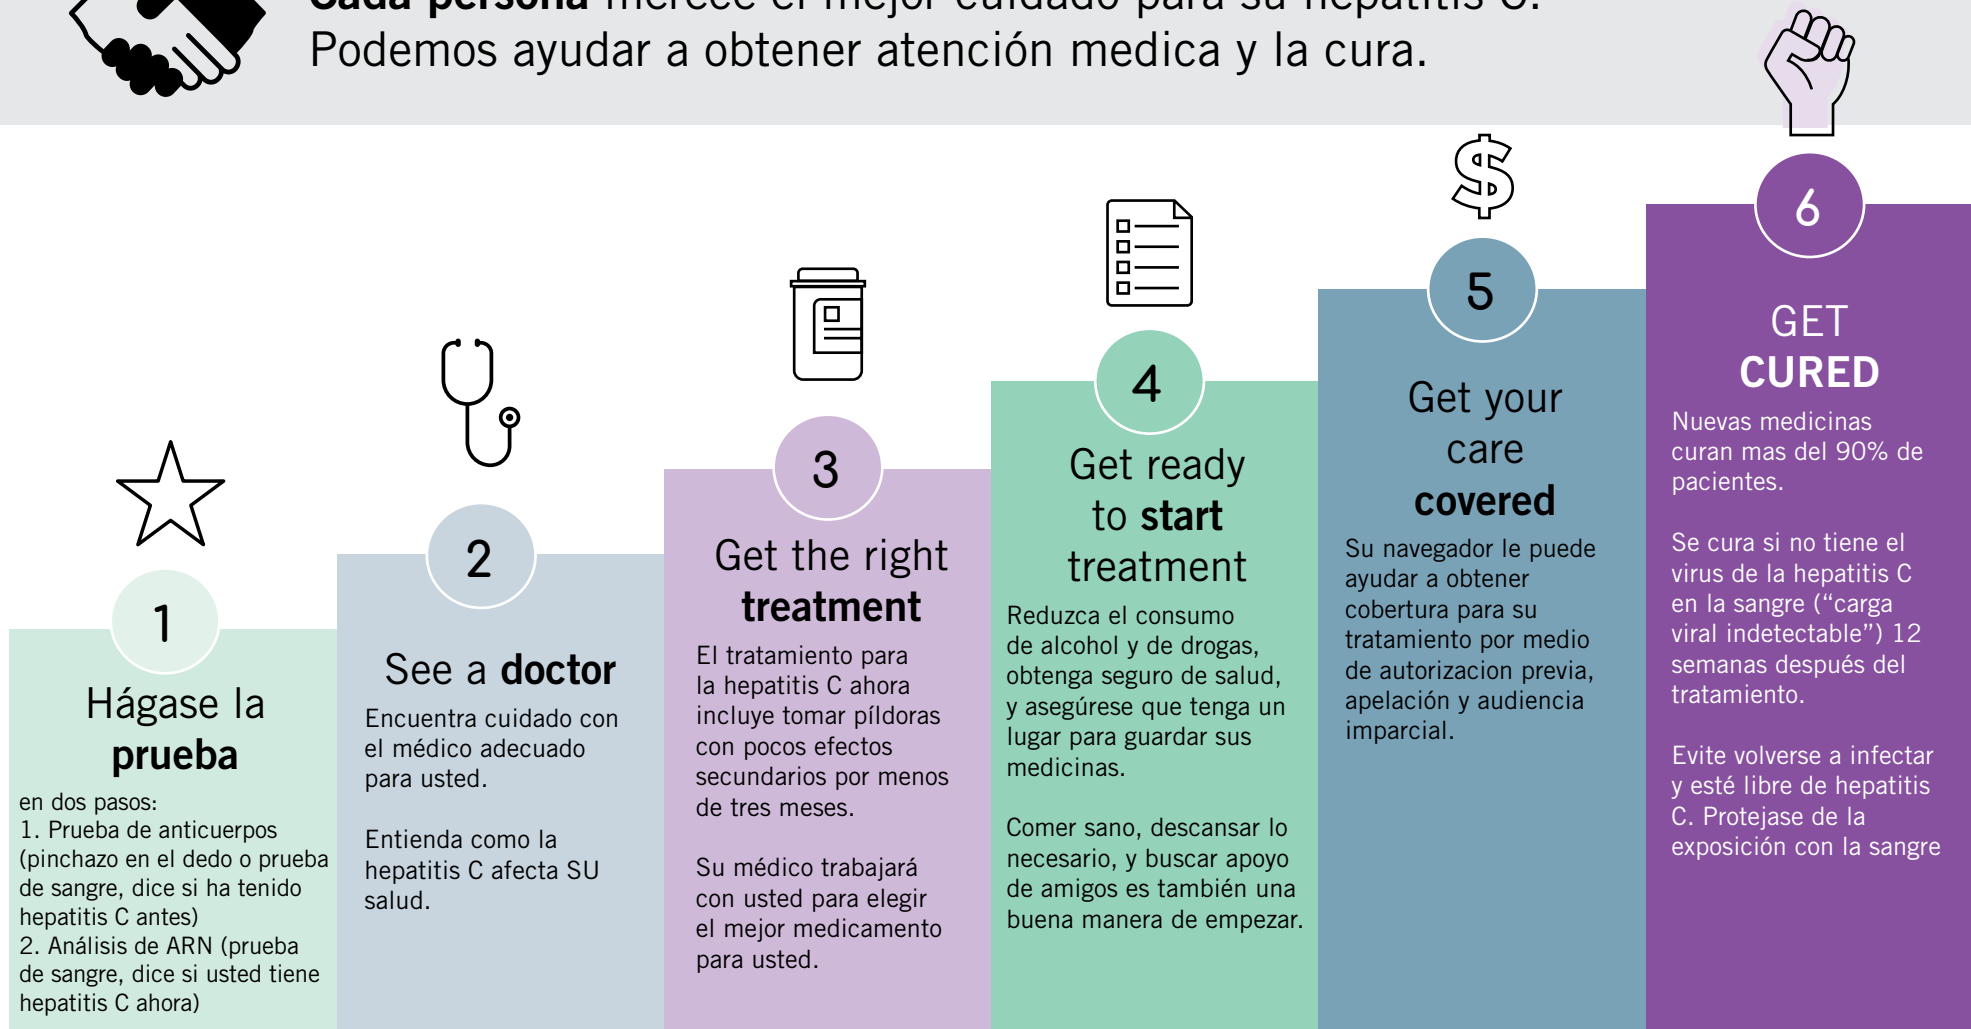 Cada persona merece el mejor cuidado para su hepatitis C.
Podemos ayudar a obtener atención medica y la cura.
1
Hágase la
prueba
en dos pasos:
1. Prueba de anticuerpos
(pinchazo en el dedo o prueba
de sangre, dice si ha tenido
hepatitis C antes)
2. Análisis de ARN (prueba
de sangre, dice si usted tiene
hepatitis C ahora)
2
See a doctor
Encuentra cuidado con
el médico adecuado
para usted.
Entienda como la
hepatitis C afecta SU
salud.
3
Get the right
treatment
El tratamiento para
la hepatitis C ahora
incluye tomar píldoras
con pocos efectos
secundarios por menos
de tres meses.
Su médico trabajará
con usted para elegir
el mejor medicamento
para usted.
4
Get ready
to start
treatment
Reduzca el consumo
de alcohol y de drogas,
obtenga seguro de salud,
y asegúrese que tenga un
lugar para guardar sus
medicinas.
Comer sano, descansar lo
necesario, y buscar apoyo
de amigos es también una
buena manera de empezar.
$
5
Get your
care
covered
Su navegador le puede
ayudar a obtener
cobertura para su
tratamiento por medio
de autorizacion previa,
apelación y audiencia
imparcial.
6
GET
CURED
Nuevas medicinas
curan mas del 90% de
pacientes.
Se cura si no tiene el
virus de la hepatitis C
en la sangre (“carga
viral indetectable”) 12
semanas después del
tratamiento.
Evite volverse a infectar
y esté libre de hepatitis
C. Protejase de la
exposición con la sangre